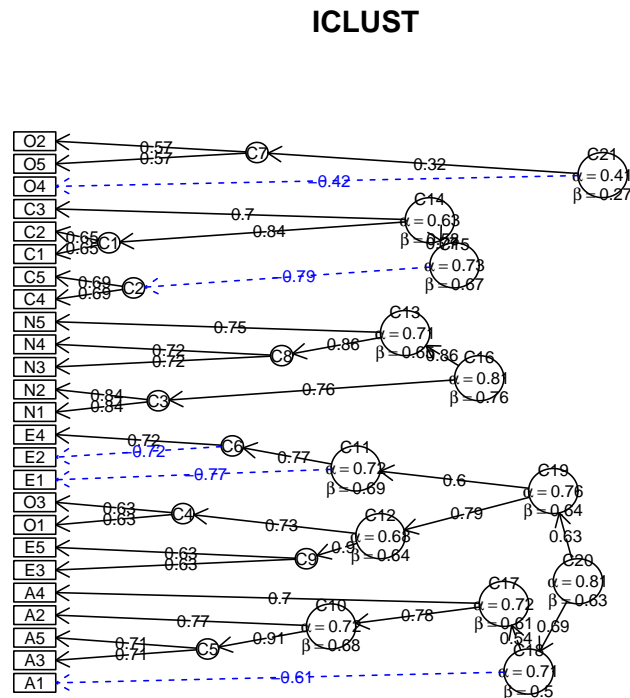 ICLUST
O2
O5
O4
C3
C2
C1
C5
C4
N5
N4
N3
N2
N1
E4
E2
E1
O3
O1
E5
E3
A4
A2
A5
A3
A1
0.57
0.57
C7
0.32
C21
α = 0.41
β = 0.27
−0.42
0.7
C14
α = 0.63
0.65
0.65
C1
0.84
C15
α = 0.73
β = 0.67
0.69
0.69
C2
−0.79
0.75
C13
α = 0.71
0.72
0.72
C8
0.86
0.86
C16
α = 0.81
β = 0.76
0.84
0.84
C3
0.76
0.72
−0.72
C6
0.77
−0.77
C11
α = 0.72
β = 0.69
0.6
C19
α = 0.76
β = 0.64
0.63
0.63
C4
0.73
C12
α = 0.68
β = 0.64
0.79
0.63
0.63
C9
0.9
0.63
C20
α = 0.81
β = 0.63
0.7
C17
α = 0.72
β = 0.61
0.77
C10
α = 0.72
β = 0.68
0.78
0.71
0.71
C5
0.91
0.54
0.69
C18
α = 0.71
β = 0.5
−0.61